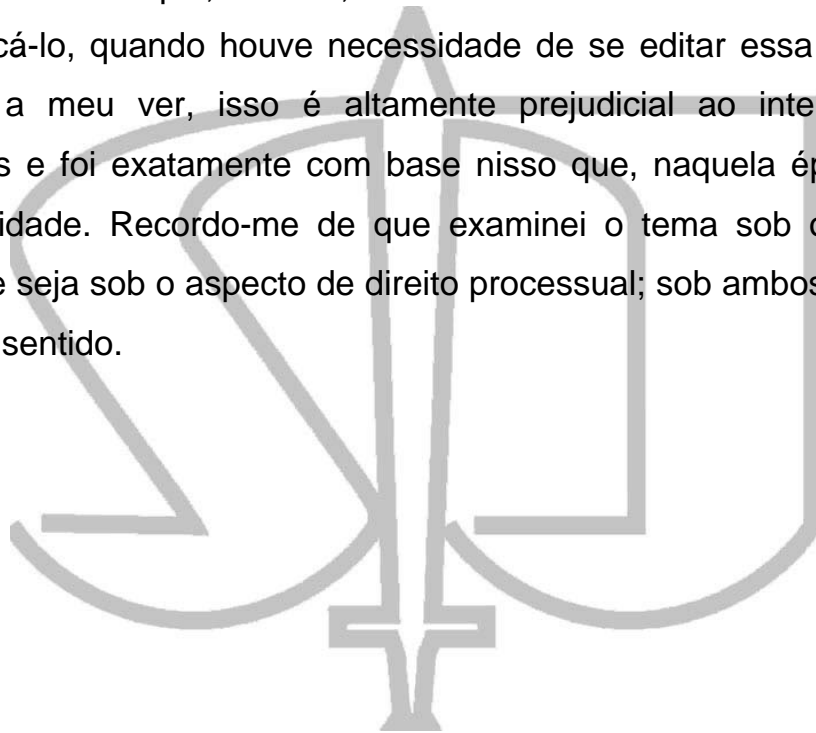 cá-lo, quando houve necessidade de se editar essa
a meu ver, isso é altamente prejudicial ao inte
s e foi exatamente com base nisso que, naquela ép
idade. Recordo-me de que examinei o tema sob
e seja sob o aspecto de direito processual; sob ambos
sentido.